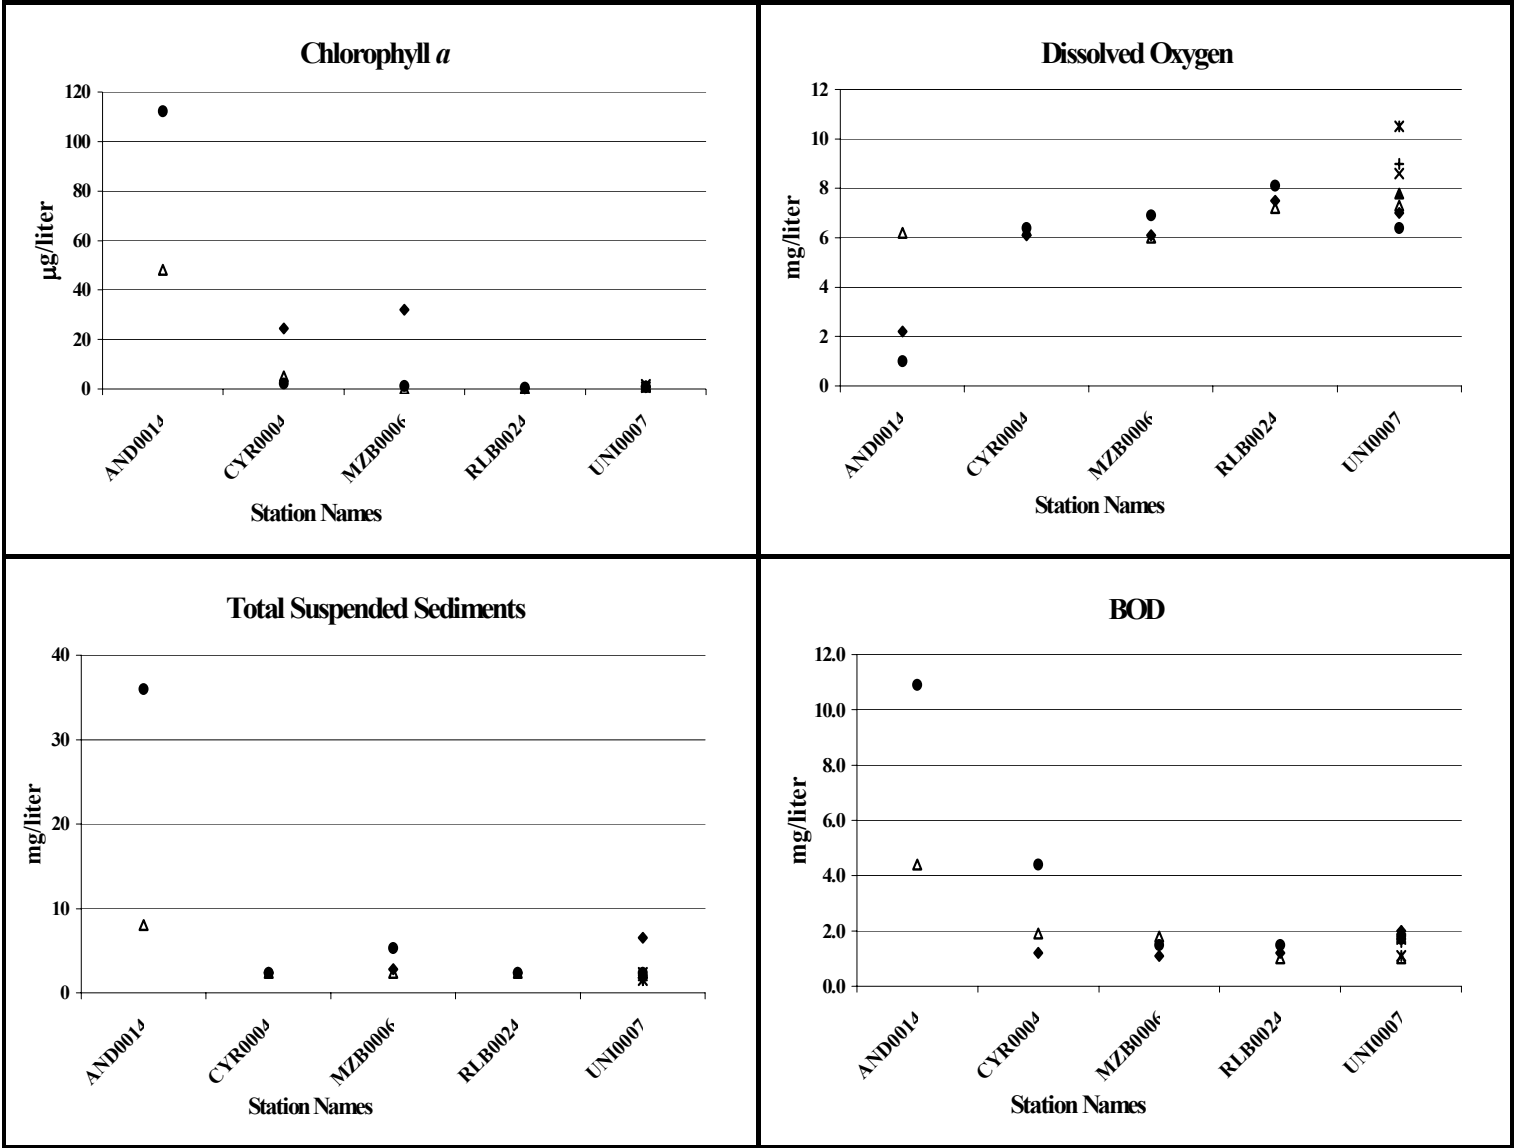 Chlorophyll a
120
100
80
60
40
20
0
µg/liter
AND0014
CYR0004
MZB0006
RLB0024
UNI0007
Station Names
Dissolved Oxygen
12
10
8
6
4
2
0
mg/liter
AND0014
CYR0004
MZB0006
RLB0024
UNI0007
Station Names
Total Suspended Sediments
40
30
20
10
0
mg/liter
AND0014
CYR0004
MZB0006
RLB0024
UNI0007
Station Names
BOD
12.0
10.0
8.0
6.0
4.0
2.0
0.0
mg/liter
AND0014
CYR0004
MZB0006
RLB0024
UNI0007
Station Names